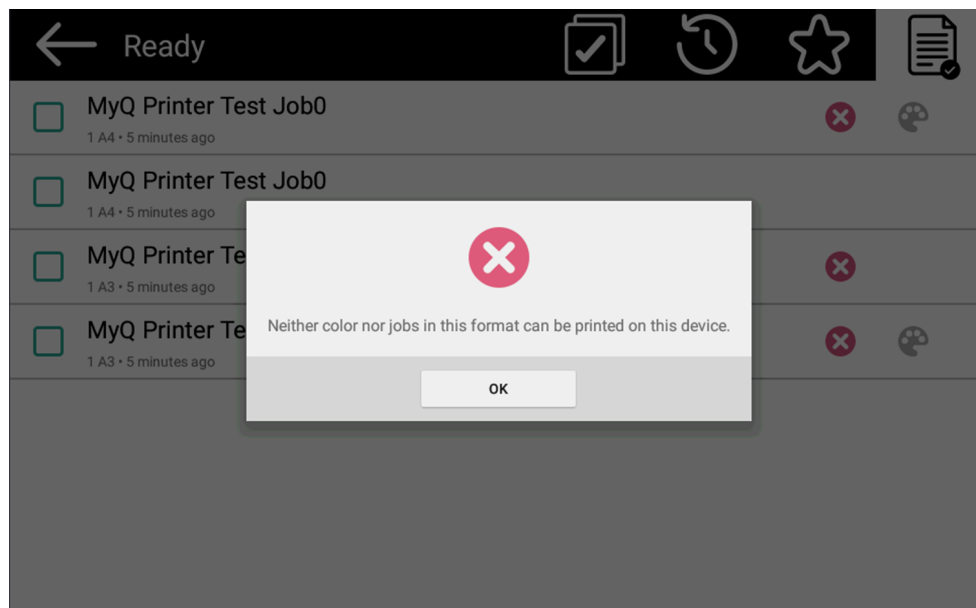 Ready
MyQ Printer Test Job0
1 A4 • 5 minutes ago
MyQ Printer Test Job0
1 A4 • 5 minutes ago
MyQ Printer Te
1 A3 • 5 minutes ago
MyQ Printer Te
1 A3 • 5 minutes ago
Neither color nor jobs in this format can be printed on this device.
OK